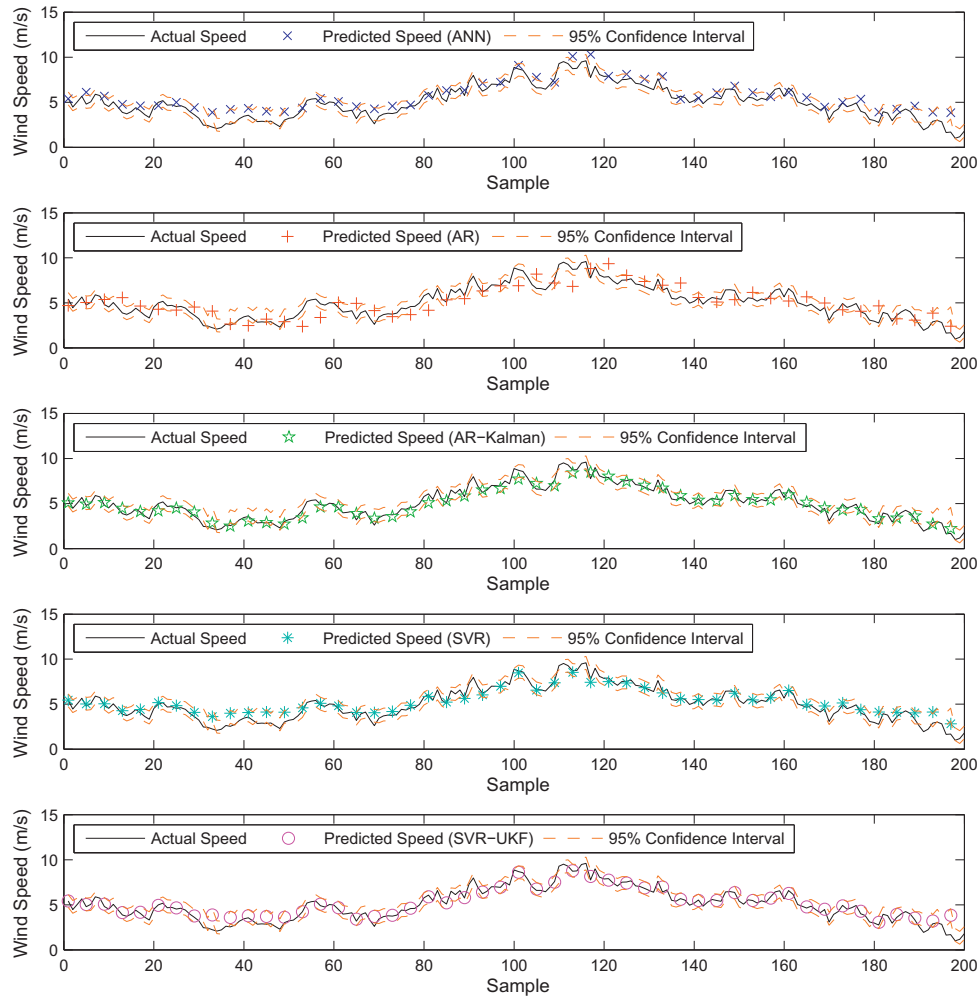 15
10
5
0
Wind Speed (m/s)
Actual Speed Predicted Speed (ANN) 95% Confidence Interval
0 20 40 60 80 100 120 140 160 180 200
Sample
15
10
5
0
Wind Speed (m/s)
Actual Speed Predicted Speed (AR) 95% Confidence Interval
0 20 40 60 80 100 120 140 160 180 200
Sample
15
10
5
0
Wind Speed (m/s)
Actual Speed Predicted Speed (AR−Kalman) 95% Confidence Interval
0 20 40 60 80 100 120 140 160 180 200
Sample
15
10
5
0
Wind Speed (m/s)
Actual Speed Predicted Speed (SVR) 95% Confidence Interval
0 20 40 60 80 100 120 140 160 180 200
Sample
15
10
5
0
Wind Speed (m/s)
Actual Speed Predicted Speed (SVR−UKF) 95% Confidence Interval
0 20 40 60 80 100 120 140 160 180 200
Sample